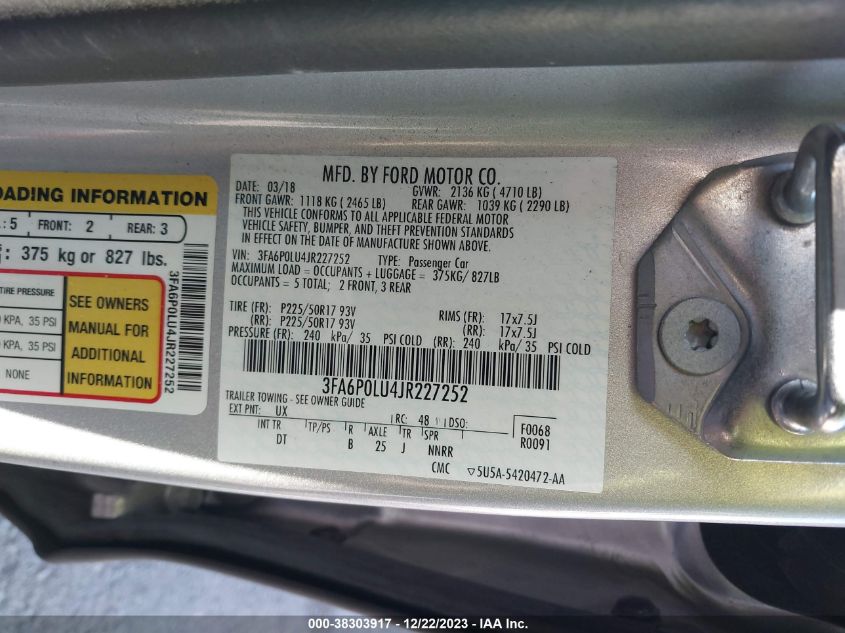 MFD. BY FORD MOTOR CO.
DATE: 03/18 GVWR: 2136 KG ( 4710 LB)
FRONT GAWR: 1118 KG ( 2465 LB) REAR GAWR: 1039 KG ( 2290 LB)
THIS VEHICLE CONFORMS TO ALL APPLICABLE FEDERAL MOTOR
VEHICLE SAFETY, BUMPER, AND THEFT PREVENTION STANDARDS
IN EFFECT ON THE DATE OF MANUFACTURE SHOWN ABOVE.
VIN: 3FA6P0LU4JR227252 TYPE: Passenger Car
MAXIMUM LOAD = OCCUPANTS + LUGGAGE = 375KG/ 827LB
OCCUPANTS = 5 TOTAL; 2 FRONT, 3 REAR
TIRE (FR): P225/50R17 93V RIMS (FR): 17x7.5J
(RR): P225/50R17 93V (RR): 17x7.5J
PRESSURE (FR): 240 kPa/ 35 PSI COLD (RR): 240 kPa/ 35 PSI COLD
3FA6P0LU4JR227252
TRAILER TOWING - SEE OWNER GUIDE
EXT PNT: UX RC: 48 DSO: F0068
INT TR TP/PS R AXLE TR SPR R0091
DT B 25 J NNRR
CMC 5U5A-5420472-AA
LOADING INFORMATION
5 FRONT: 2 REAR: 3
375 kg or 827 lbs.
TIRE PRESSURE
KPA, 35 PSI
KPA, 35 PSI
NONE
SEE OWNERS
MANUAL FOR
ADDITIONAL
INFORMATION
3FA6P0LU4JR227252
000-38303917 - 12/22/2023 - IAA Inc.